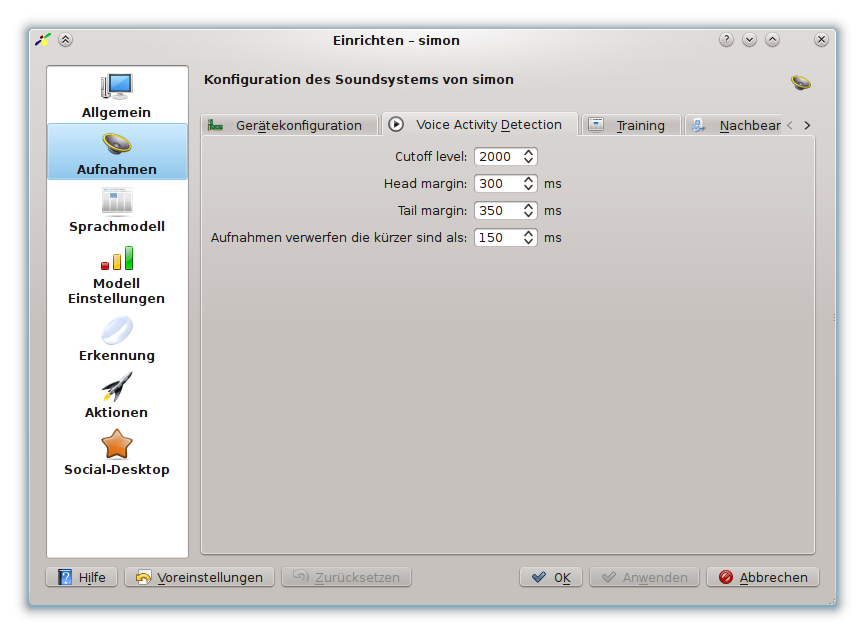 Einrichten – simon
Allgemein
Aufnahmen
Sprachmodell
Modell
Einstellungen
Erkennung
Aktionen
Social-Desktop
Konfiguration des Soundsystems von simon
Gerätekonfiguration Voice Activity Detection Training Nachbear
Cutoff level: 2000
Head margin: 300 ms
Tail margin: 350 ms
Aufnahmen verwerfen die kürzer sind als: 150 ms
Hilfe Voreinstellungen Zurücksetzen OK Anwenden Abbrechen